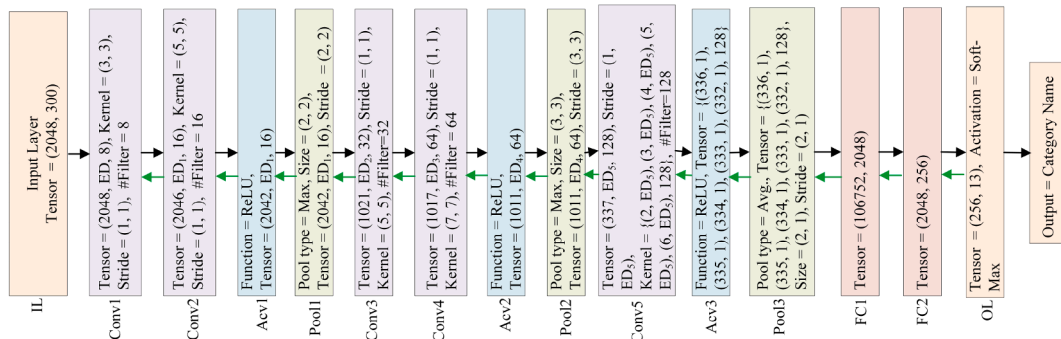 Input Layer
Tensor = (2048, 300)
IL
Tensor = (2048, ED, 8), Kernel = (3, 3),
Stride = (1, 1), #Filter = 8
Conv1
Tensor = (2046, ED₁, 16), Kernel = (5, 5),
Stride = (1, 1), #Filter = 16
Conv2
Function = ReLU,
Tensor = (2042, ED₁, 16)
Acv1
Pool type = Max, Size = (2, 2),
Tensor = (2042, ED₁, 16), Stride = (2, 2)
Pool1
Tensor = (1021, ED₂, 32), Stride = (1, 1),
Kernel = (5, 5), #Filter=32
Conv3
Tensor = (1017, ED₃, 64), Stride = (1, 1),
Kernel = (7, 7), #Filter = 64
Conv4
Function = ReLU,
Tensor = (1011, ED₄, 64)
Acv2
Pool type = Max, Size = (3, 3),
Tensor = (1011, ED₄, 64), Stride = (3, 3)
Pool2
Tensor = (337, ED₅, 128), Stride = (1,
ED₅),
Kernel = {(2, ED₅), (3, ED₅), (4, ED₅), (5,
ED₅), (6, ED₅), 128}, #Filter=128
Conv5
Function = ReLU, Tensor = {(336, 1),
(335, 1), (334, 1), (333, 1), (332, 1), 128}
Acv3
Pool type = Avg., Tensor = {(336, 1),
(335, 1), (334, 1), (333, 1), (332, 1), 128},
Size = (2, 1), Stride = (2, 1)
Pool3
Tensor = (106752, 2048)
FC1
Tensor = (2048, 256)
FC2
Tensor = (256, 13), Activation = Soft-
Max
OL
Output = Category Name